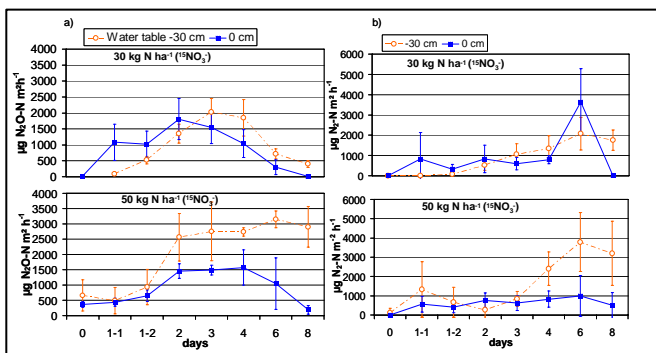 a)
Water table -30 cm 0 cm
30 kg N ha⁻¹ (¹⁵NO₃⁻)
µg N₂O-N m²h⁻¹
4000
3500
3000
2500
2000
1500
1000
500
0
50 kg N ha⁻¹ (¹⁵NO₃⁻)
µg N₂O-N m² h⁻¹
4000
3500
3000
2500
2000
1500
1000
500
0
0 1-1 1-2 2 3 4 6 8
days
b)
-30 cm 0 cm
30 kg N ha⁻¹ (¹⁵NO₃⁻)
µg N₂-N m² h⁻¹
6000
5000
4000
3000
2000
1000
0
50 kg N ha⁻¹ (¹⁵NO₃⁻)
µg N₂-N m⁻² h⁻¹
6000
5000
4000
3000
2000
1000
0
0 1-1 1-2 2 3 4 6 8
days